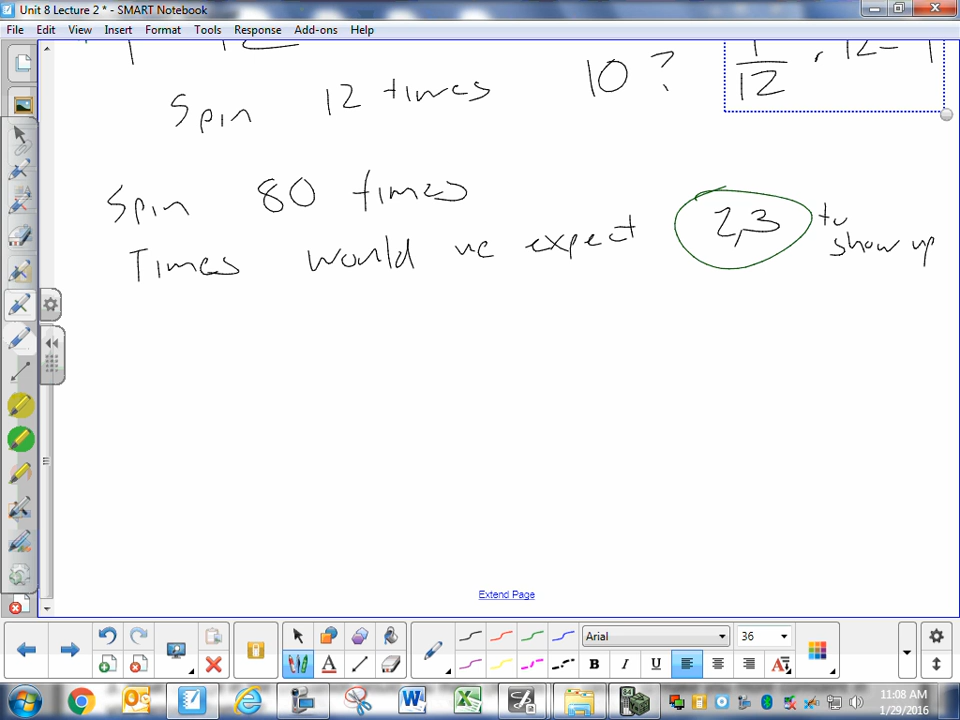 Unit 8 Lecture 2 * - SMART Notebook
File Edit View Insert Format Tools Add-ons Response Help
Spin 12 times 10 ?
1/12 · 12 = 1
Spin 80 times
Times would we expect 2,3 to show up
Extend Page
Arial 36
B I U
11:08 AM
1/29/2016